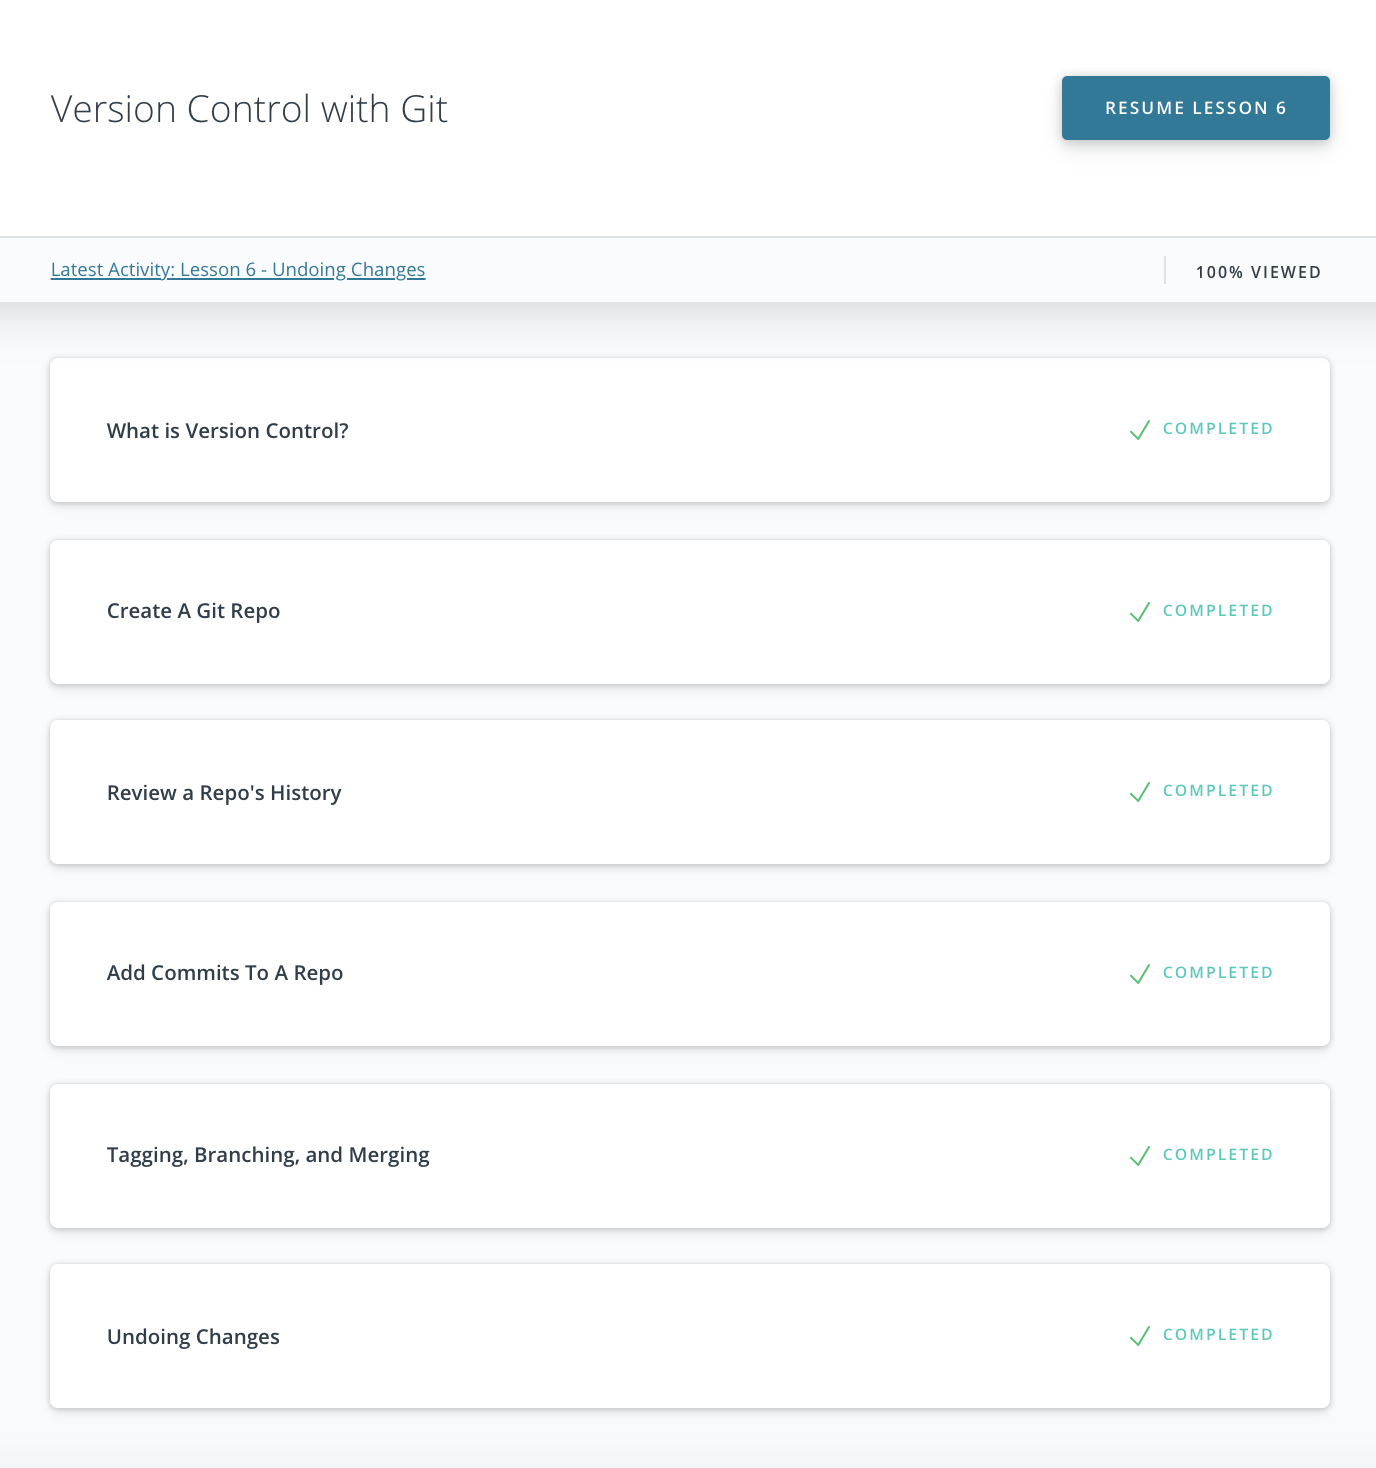 Version Control with Git
RESUME LESSON 6
Latest Activity: Lesson 6 - Undoing Changes
100% VIEWED
What is Version Control?
COMPLETED
Create A Git Repo
COMPLETED
Review a Repo's History
COMPLETED
Add Commits To A Repo
COMPLETED
Tagging, Branching, and Merging
COMPLETED
Undoing Changes
COMPLETED